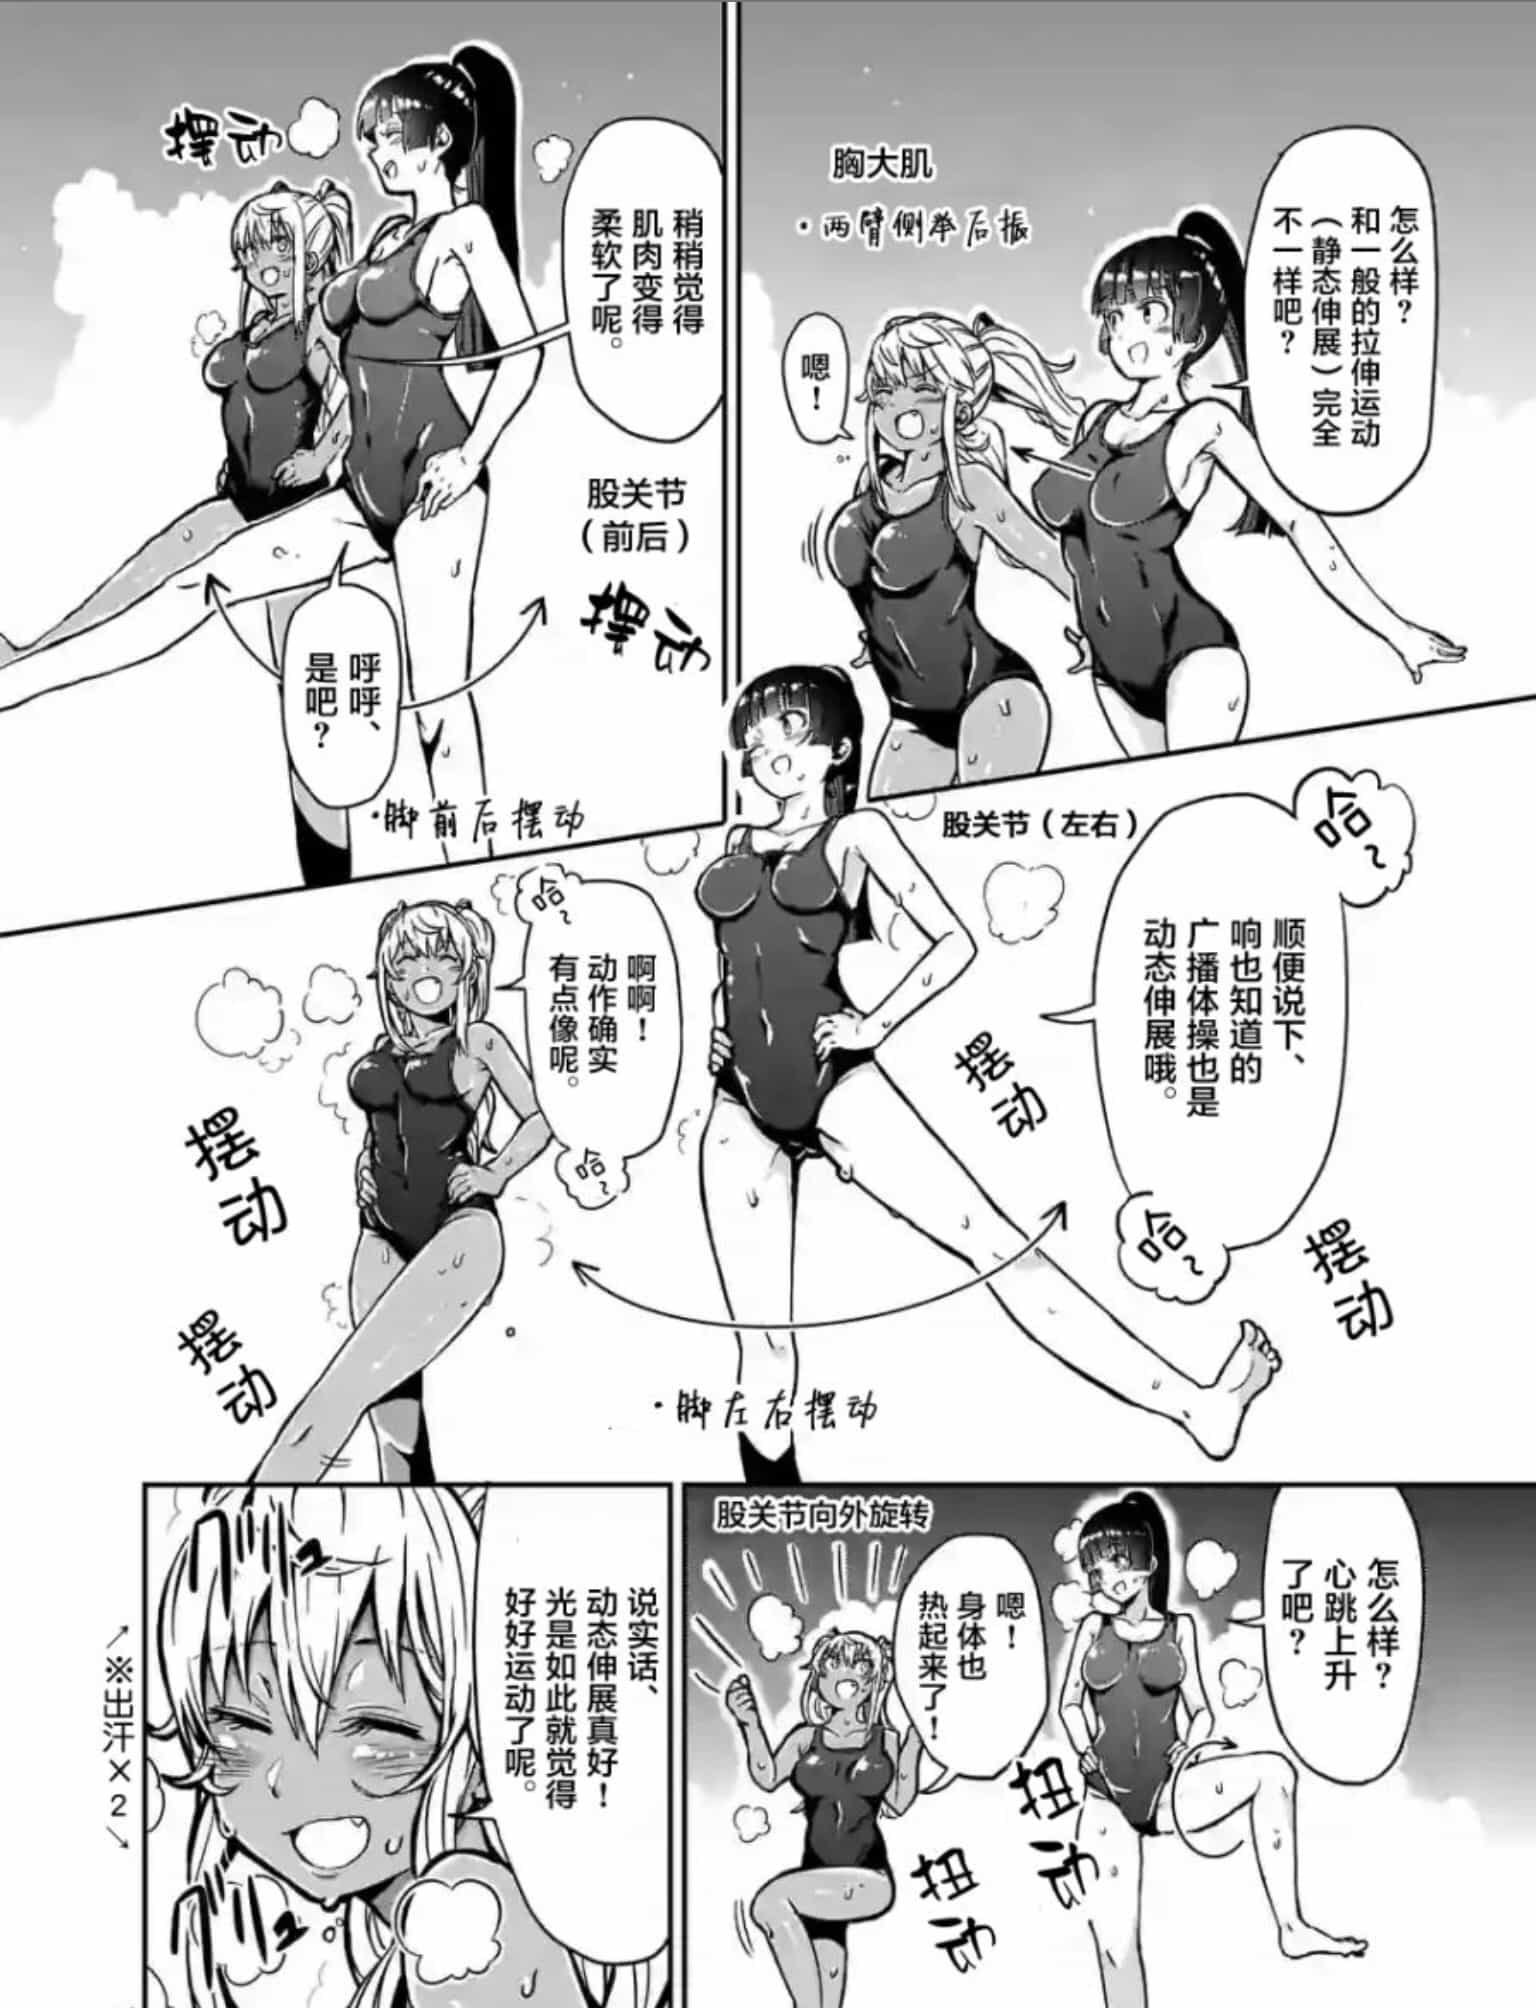 胸大肌
・两臂侧举后振
怎么样？
和一般的拉伸运动
（静态伸展）完全
不一样吧？
嗯！
摆动
稍稍觉得
肌肉变得
柔软了呢。
股关节
（前后）
摆动
呼呼、
是吧？
・脚前后摆动
股关节（左右）
哈~
顺便说下、
响也知道的
广播体操也是
动态伸展哦。
哈~
摆动
摆动
哈~
啊啊！
动作确实
有点像呢。
哈~
摆动
摆动
・脚左右摆动
股关节向外旋转
怎么样？
心跳上升
了吧？
嗯！
身体也
热起来了！
扭动
扭动
说实话、
动态伸展真好！
光是如此就觉得
好好运动了呢。
※出汗×2